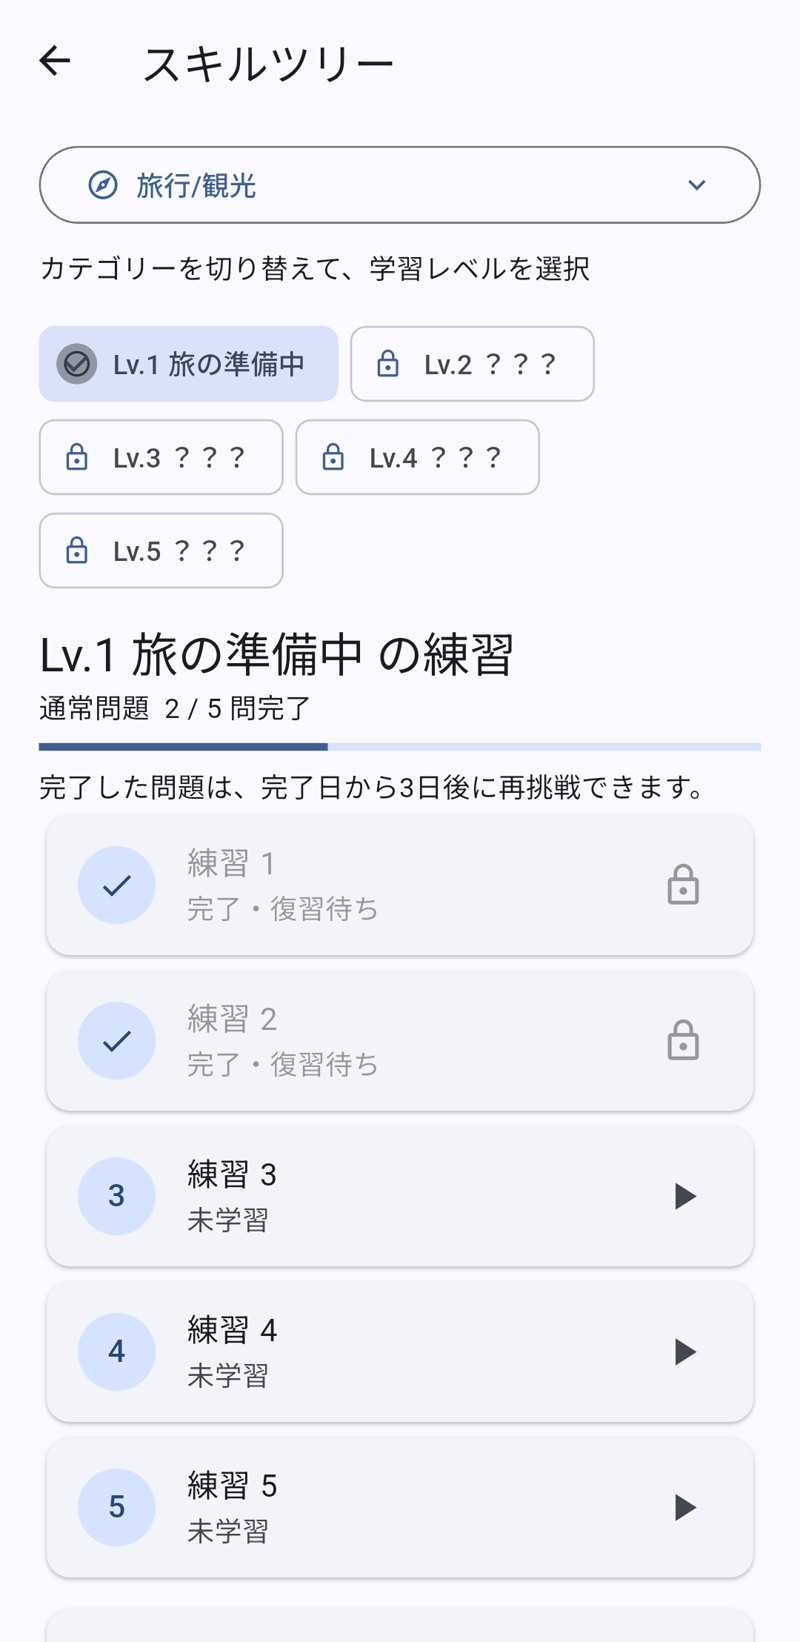 スキルツリー
旅行/観光
カテゴリーを切り替えて、学習レベルを選択
Lv.1 旅の準備中
Lv.2 ？？？
Lv.3 ？？？
Lv.4 ？？？
Lv.5 ？？？
Lv.1 旅の準備中 の練習
通常問題 2 / 5 問完了
完了した問題は、完了日から3日後に再挑戦できます。
練習 1
完了・復習待ち
練習 2
完了・復習待ち
3
練習 3
未学習
4
練習 4
未学習
5
練習 5
未学習